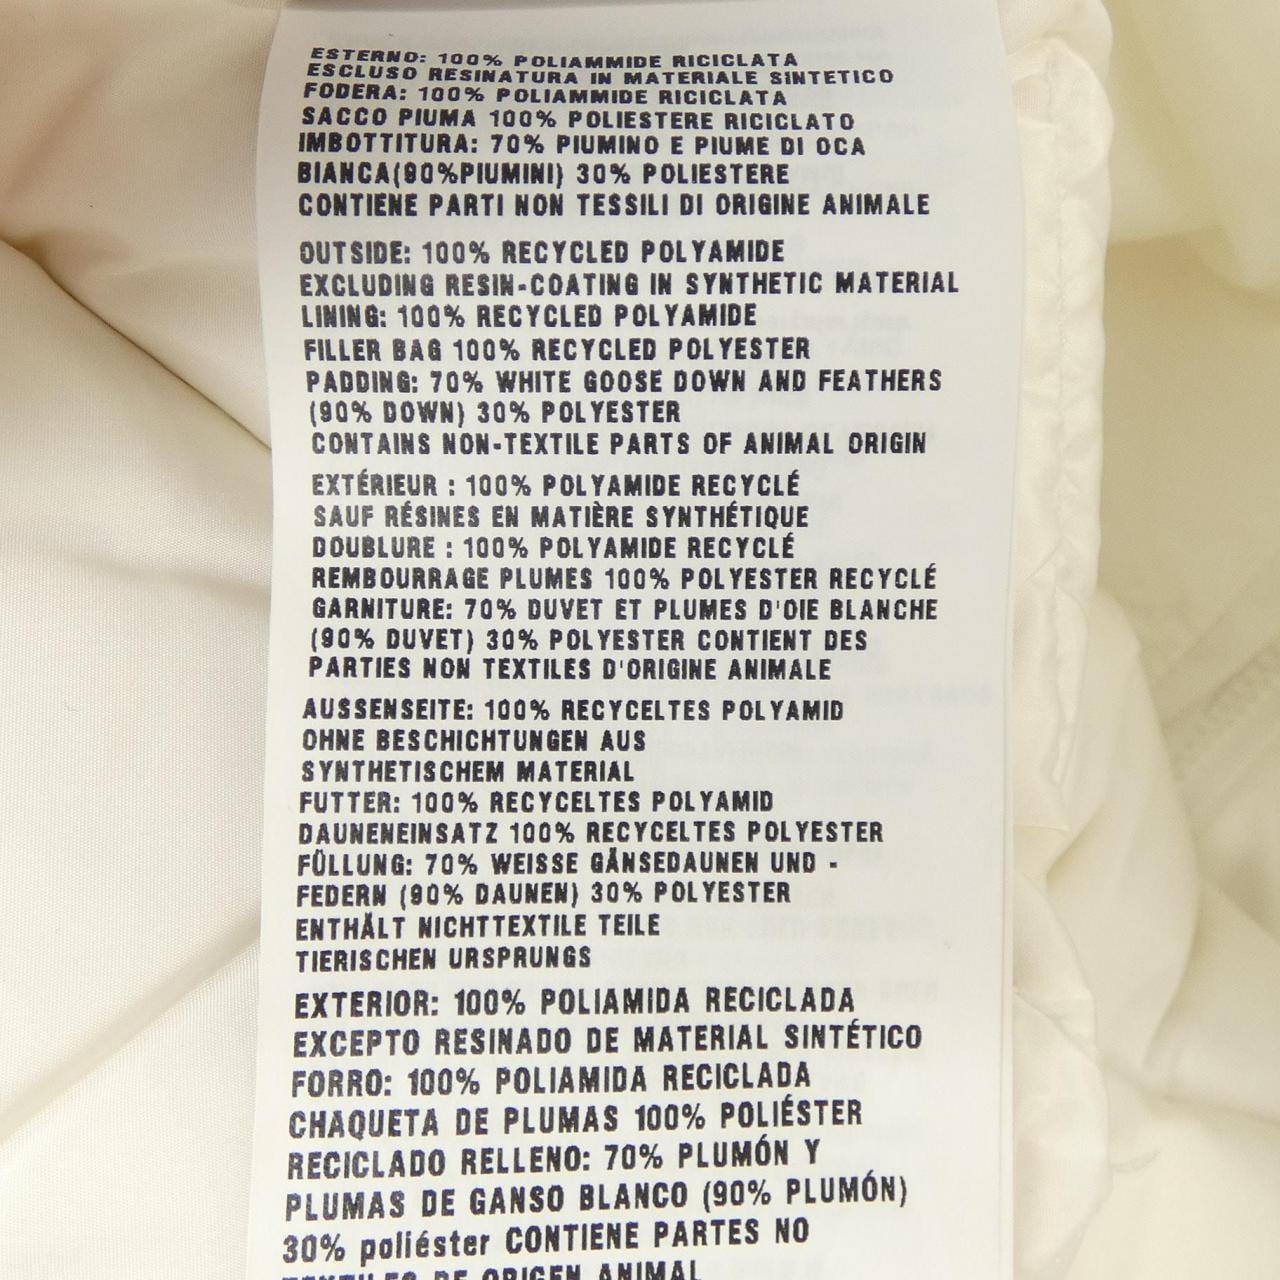 ESTERNO: 100% POLIAMMIDE RICICLATA
ESCLUSO RESINATURA IN MATERIALE SINTETICO
FODERA: 100% POLIAMMIDE RICICLATA
SACCO PIUMA 100% POLIESTERE RICICLATO
IMBOTTITURA: 70% PIUMINO E PIUME DI OCA
BIANCA(90%PIUMINI) 30% POLIESTERE
CONTIENE PARTI NON TESSILI DI ORIGINE ANIMALE
OUTSIDE: 100% RECYCLED POLYAMIDE
EXCLUDING RESIN-COATING IN SYNTHETIC MATERIAL
LINING: 100% RECYCLED POLYAMIDE
FILLER BAG 100% RECYCLED POLYESTER
PADDING: 70% WHITE GOOSE DOWN AND FEATHERS
(90% DOWN) 30% POLYESTER
CONTAINS NON-TEXTILE PARTS OF ANIMAL ORIGIN
EXTÉRIEUR : 100% POLYAMIDE RECYCLÉ
SAUF RÉSINES EN MATIÈRE SYNTHÉTIQUE
DOUBLURE : 100% POLYAMIDE RECYCLÉ
REMBOURRAGE PLUMES 100% POLYESTER RECYCLÉ
GARNITURE: 70% DUVET ET PLUMES D'OIE BLANCHE
(90% DUVET) 30% POLYESTER CONTIENT DES
PARTIES NON TEXTILES D'ORIGINE ANIMALE
AUSSENSEITE: 100% RECYCELTES POLYAMID
OHNE BESCHICHTUNGEN AUS
SYNTHETISCHEM MATERIAL
FUTTER: 100% RECYCELTES POLYAMID
DAUNENEINSATZ 100% RECYCELTES POLYESTER
FÜLLUNG: 70% WEISSE GÄNSEDAUNEN UND -
FEDERN (90% DAUNEN) 30% POLYESTER
ENTHÄLT NICHTTEXTILE TEILE
TIERISCHEN URSPRUNGS
EXTERIOR: 100% POLIAMIDA RECICLADA
EXCEPTO RESINADO DE MATERIAL SINTÉTICO
FORRO: 100% POLIAMIDA RECICLADA
CHAQUETA DE PLUMAS 100% POLIÉSTER
RECICLADO RELLENO: 70% PLUMÓN Y
PLUMAS DE GANSO BLANCO (90% PLUMÓN)
30% poliéster CONTIENE PARTES NO
TEXTILES DE ORIGEN ANIMAL